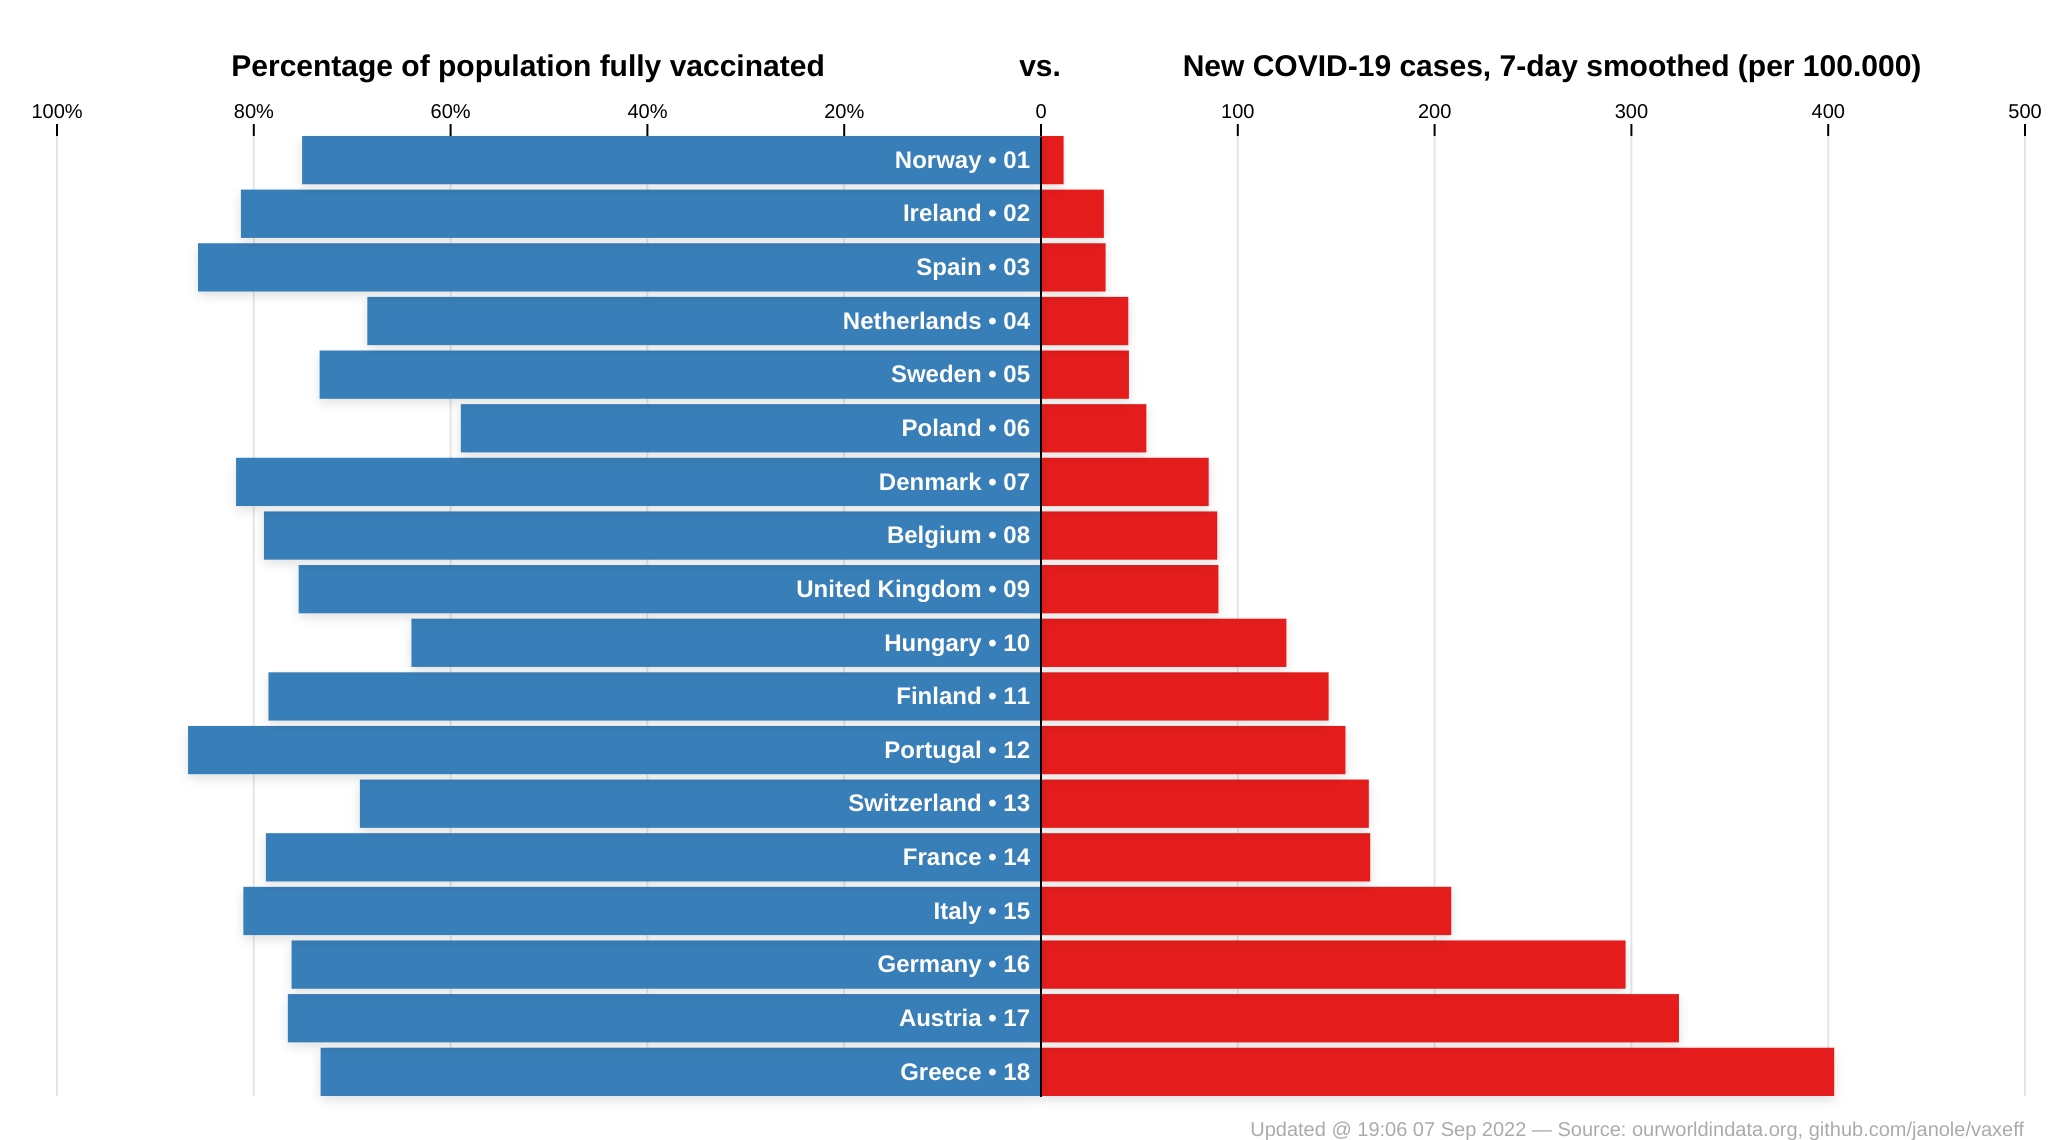 Percentage of population fully vaccinated vs. New COVID-19 cases, 7-day smoothed (per 100.000)
100% 80% 60% 40% 20% 0 100 200 300 400 500
Norway • 01
Ireland • 02
Spain • 03
Netherlands • 04
Sweden • 05
Poland • 06
Denmark • 07
Belgium • 08
United Kingdom • 09
Hungary • 10
Finland • 11
Portugal • 12
Switzerland • 13
France • 14
Italy • 15
Germany • 16
Austria • 17
Greece • 18
Updated @ 19:06 07 Sep 2022 — Source: ourworldindata.org, github.com/janole/vaxeff